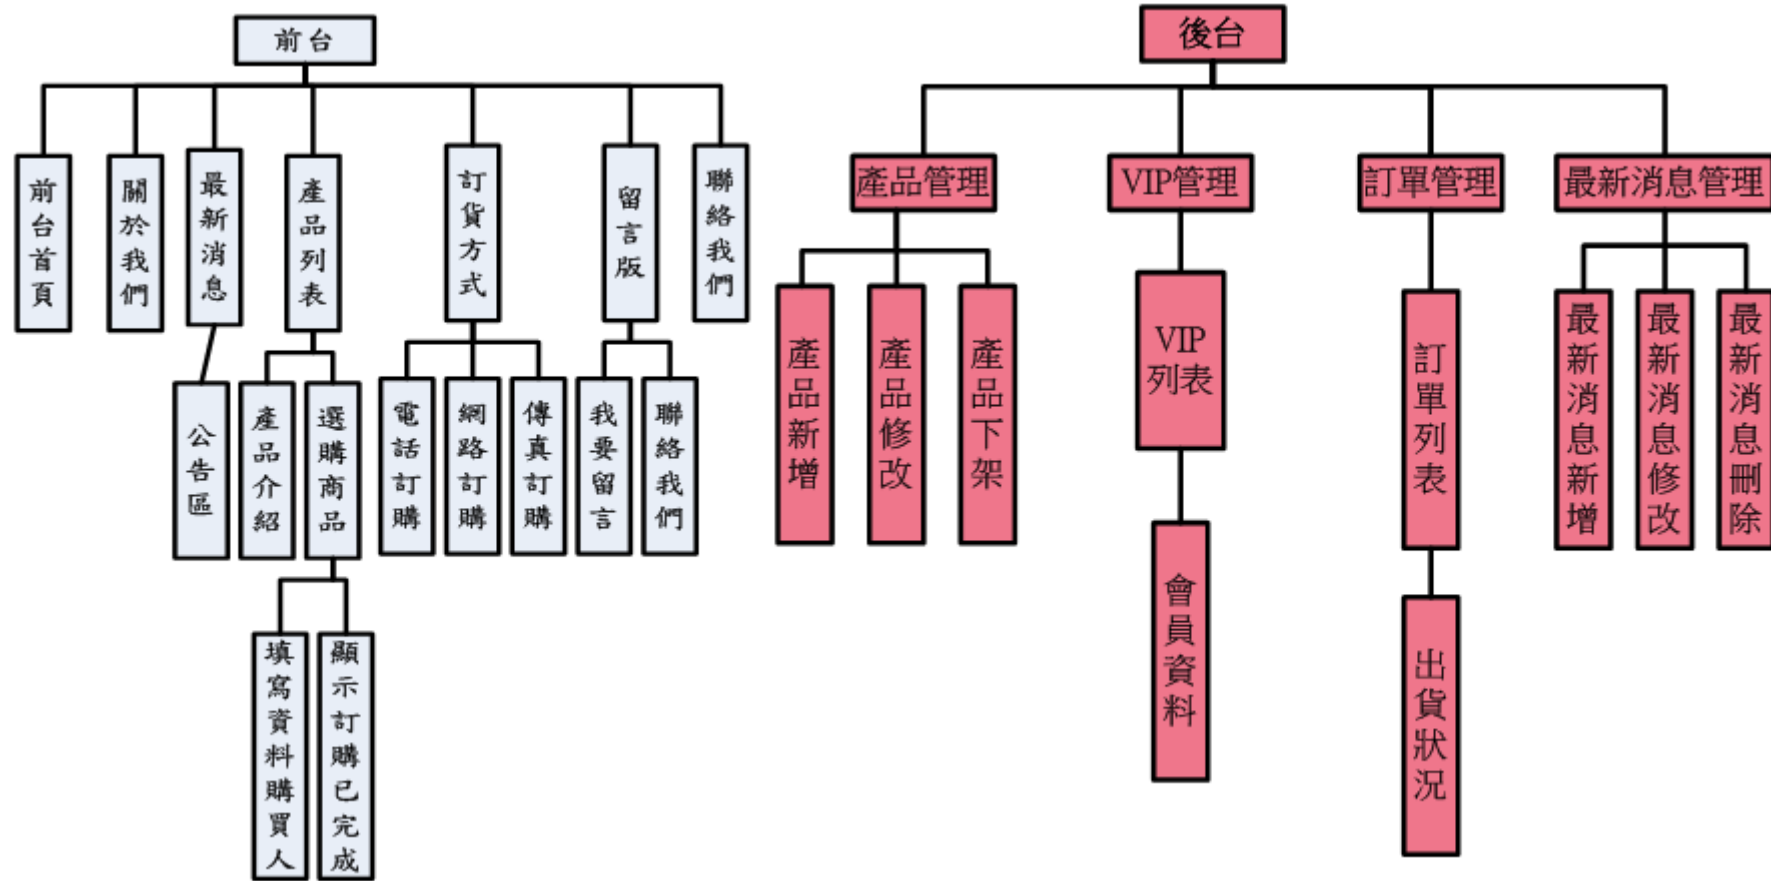 前台
前台首頁
關於我們
最新消息
產品列表
訂貨方式
留言版
聯絡我們
公告區
產品介紹
選購商品
電話訂購
網路訂購
傳真訂購
我要留言
聯絡我們
填寫資料購買人
顯示訂購已完成
後台
產品管理
VIP管理
訂單管理
最新消息管理
產品新增
產品修改
產品下架
VIP
列表
會員資料
訂單列表
出貨狀況
最新消息新增
最新消息修改
最新消息刪除